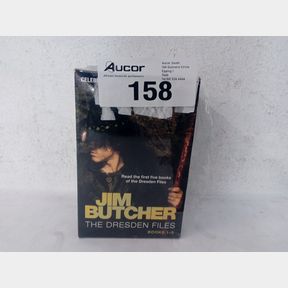 Aucor
158
CELEB
Read the first five books
of the Dresden Files
JIM
BUTCHER
THE DRESDEN FILES
BOOKS 1-5